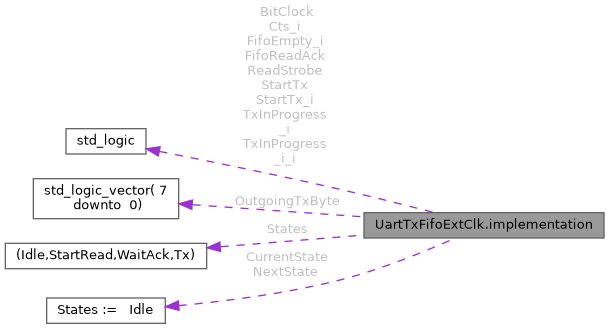 BitClock
Cts_i
FifoEmpty_i
FifoReadAck
ReadStrobe
StartTx
StartTx_i
TxInProgress
_i
TxInProgress
_i_i
std_logic
std_logic_vector( 7
downto  0)
OutgoingTxByte
UartTxFifoExtClk.implementation
States
(Idle,StartRead,WaitAck,Tx)
CurrentState
NextState
States :=   Idle